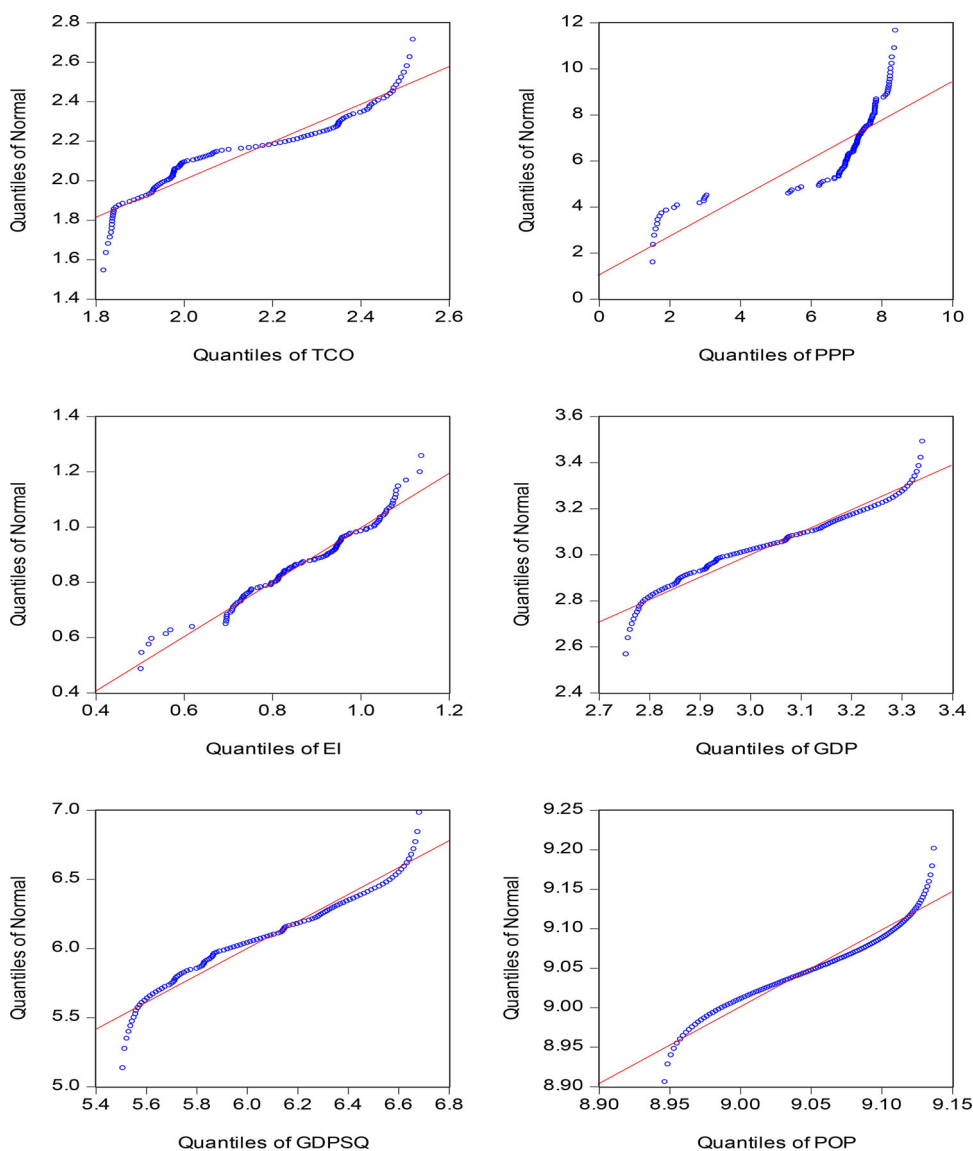 2.8
2.6
2.4
2.2
2.0
1.8
1.6
1.4
Quantiles of Normal
1.8 2.0 2.2 2.4 2.6
Quantiles of TCO
12
10
8
6
4
2
0
Quantiles of Normal
0 2 4 6 8 10
Quantiles of PPP
1.4
1.2
1.0
0.8
0.6
0.4
Quantiles of Normal
0.4 0.6 0.8 1.0 1.2
Quantiles of EI
3.6
3.4
3.2
3.0
2.8
2.6
2.4
Quantiles of Normal
2.7 2.8 2.9 3.0 3.1 3.2 3.3 3.4
Quantiles of GDP
7.0
6.5
6.0
5.5
5.0
Quantiles of Normal
5.4 5.6 5.8 6.0 6.2 6.4 6.6 6.8
Quantiles of GDPSQ
9.25
9.20
9.15
9.10
9.05
9.00
8.95
8.90
Quantiles of Normal
8.90 8.95 9.00 9.05 9.10 9.15
Quantiles of POP